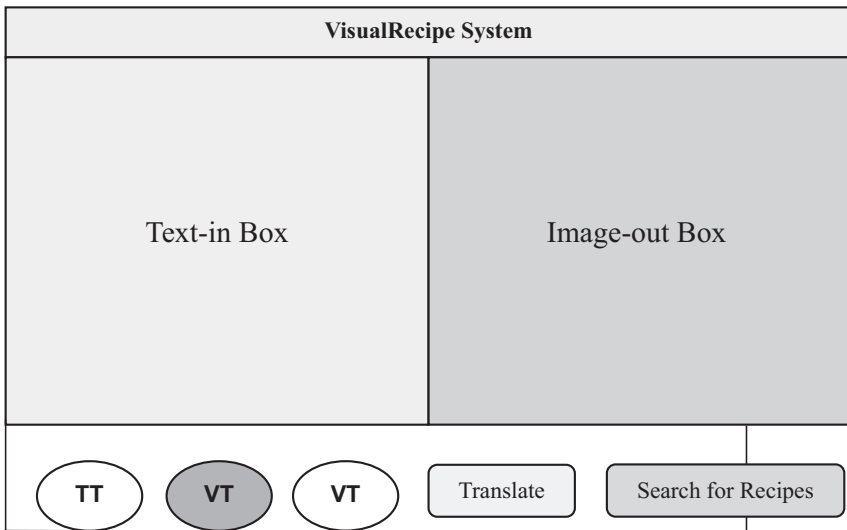 VisualRecipe System
Text-in Box
Image-out Box
TT
VT
VT
Translate
Search for Recipes